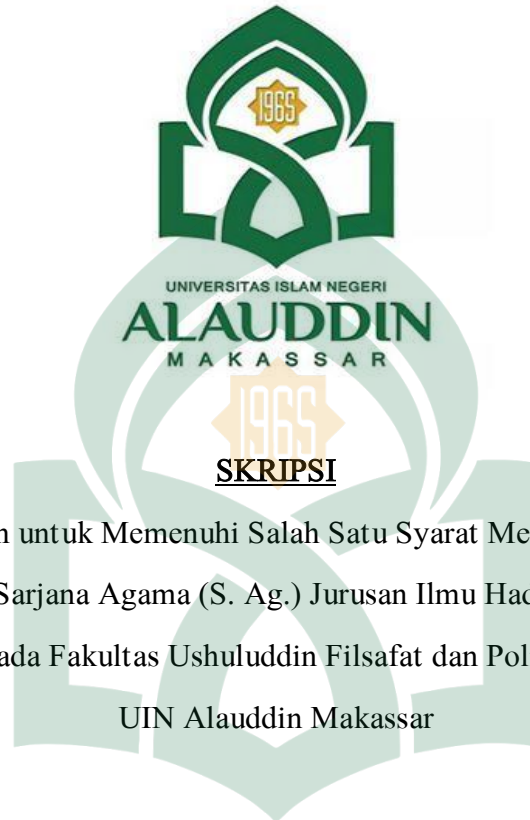 1965
UNIVERSITAS ISLAM NEGERI
ALAUDDIN
MAKASSAR
1965
SKRIPSI
untuk Memenuhi Salah Satu Syarat
Sarjana Agama (S. Ag.) Jurusan Ilmu
Fakultas Ushuluddin Filsafat dan
UIN Alauddin Makassar